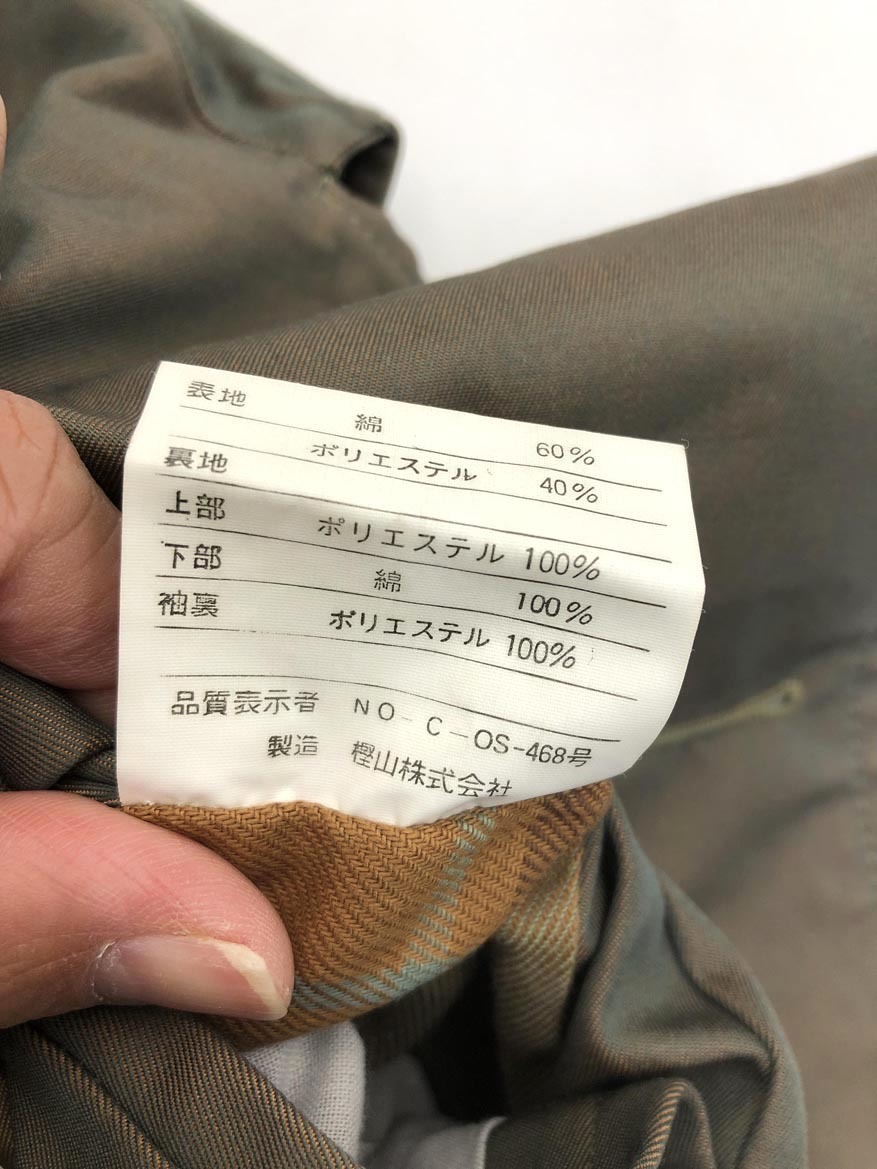 表地 綿 60%
ポリエステル 40%
裏地
上部 ポリエステル 100%
下部 綿 100%
袖裏 ポリエステル 100%
品質表示者 NO-C-OS-468号
製造 樫山株式会社